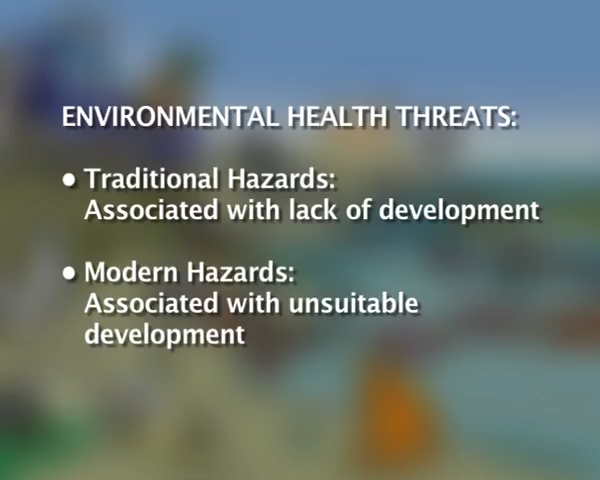 ENVIRONMENTAL HEALTH THREATS:
• Traditional Hazards:
Associated with lack of development
• Modern Hazards:
Associated with unsuitable
development